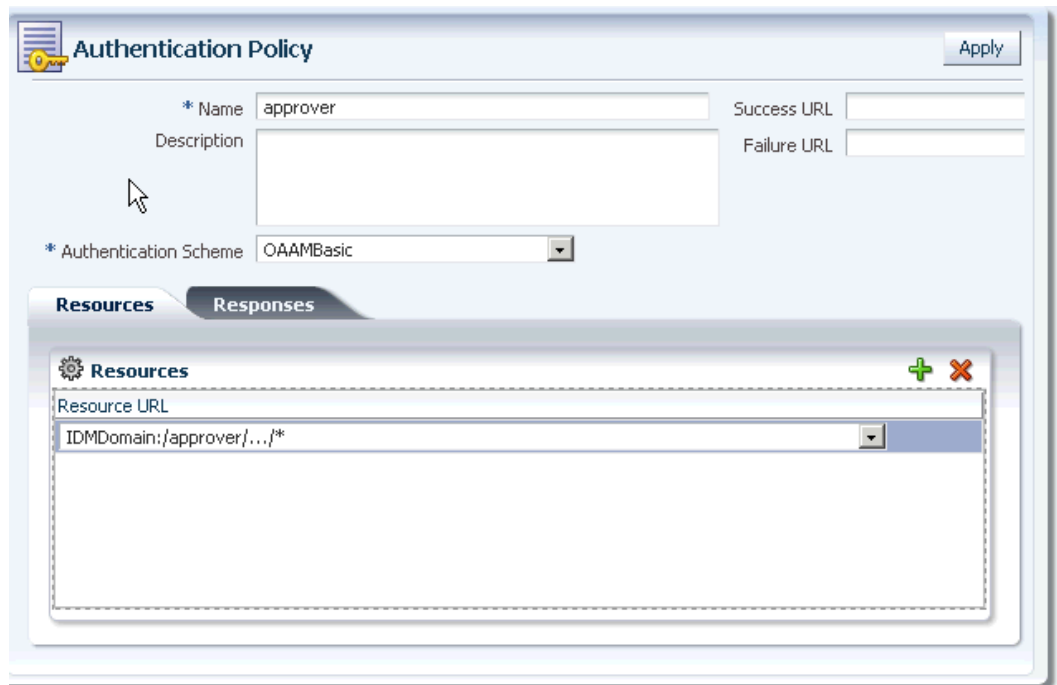 Authentication Policy
Apply
* Name approver
Success URL
Description
Failure URL
* Authentication Scheme OAAMBasic
Resources Responses
Resources
Resource URL
IDMDomain:/approver/.../*